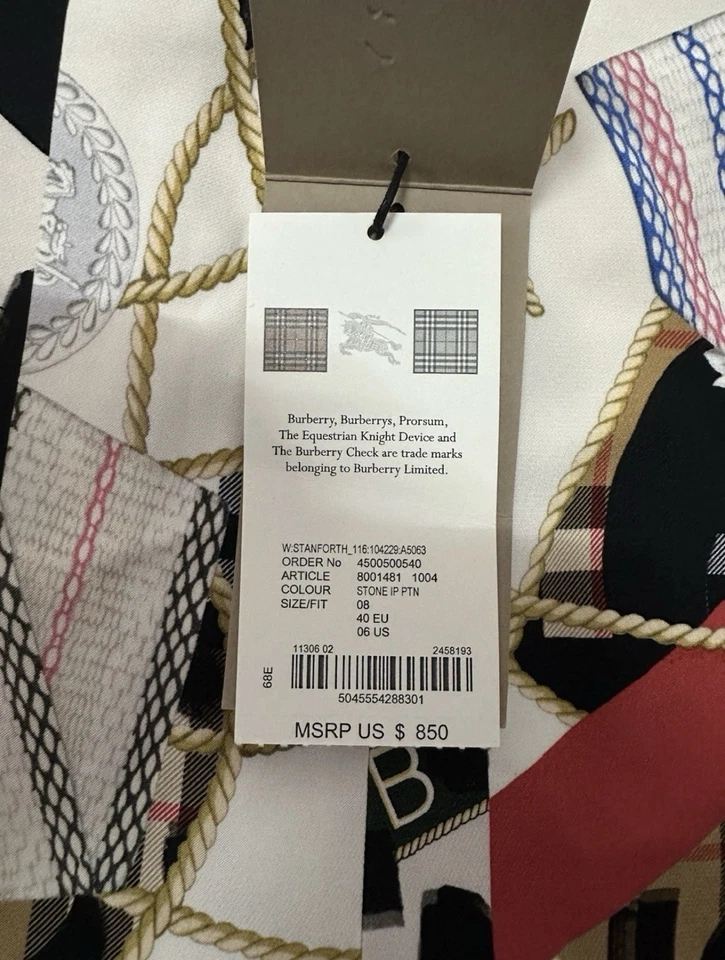 Burberry, Burberrys, Prorsum,
The Equestrian Knight Device and
The Burberry Check are trade marks
belonging to Burberry Limited.
W:STANFORTH_116:104229:A5063
ORDER No 4500500540
ARTICLE 8001481 1004
COLOUR STONE IP PTN
SIZE/FIT 08
40 EU
06 US
11306 02 2458193
68E
5045554288301
MSRP US $ 850
B